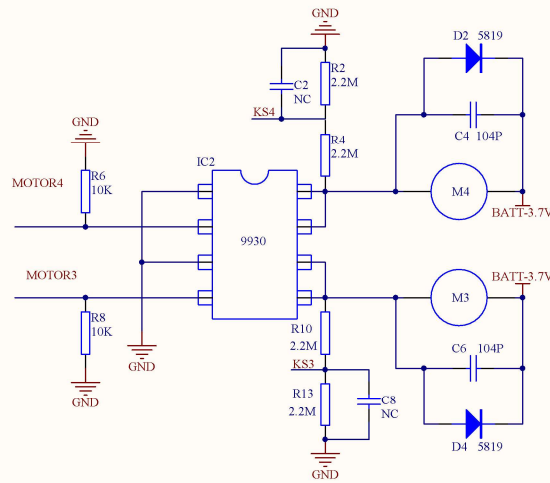 GND
D2 5819
R2
2.2M
C2
NC
KS4
C4 104P
GND
R4
2.2M
IC2
R6
10K
MOTOR4
M4
BATT-3.7V
9930
MOTOR3
BATT-3.7V
M3
R8
10K
R10
2.2M
C6 104P
GND
KS3
GND
R13
2.2M
C8
NC
D4 5819
GND